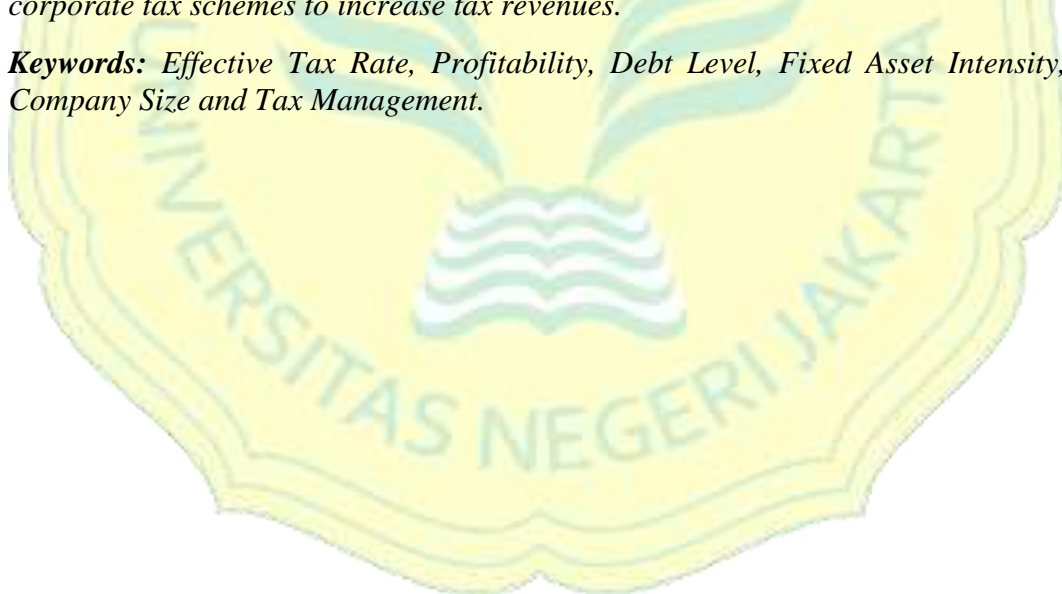 corporate tax schemes to increase tax revenues.
Keywords: Effective Tax Rate, Profitability, Debt Level, Fixed Asset Intensity,
Company Size and Tax Management.
UNIVERSITAS NEGERI JAKARTA